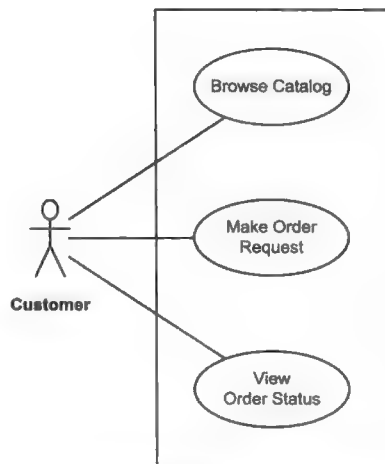 Browse Catalog
Make Order
Request
Customer
View
Order Status